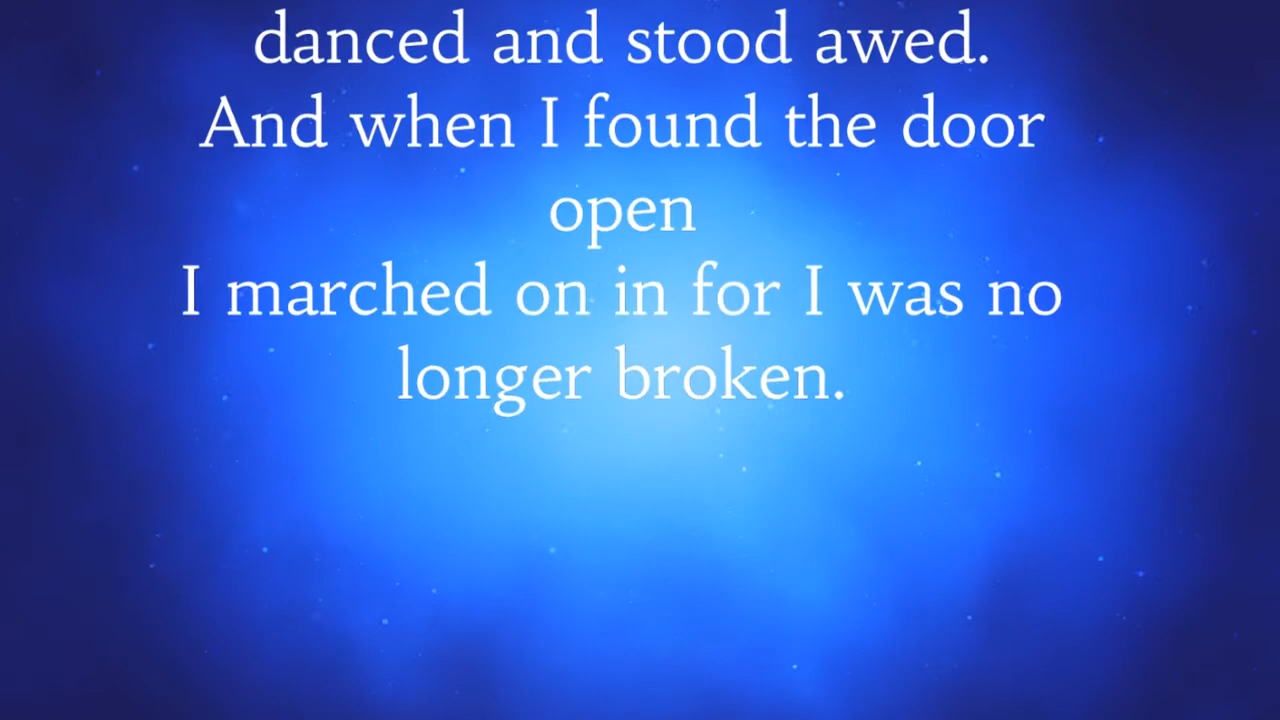 danced and stood awed.
And when I found the door
open
I marched on in for I was no
longer broken.